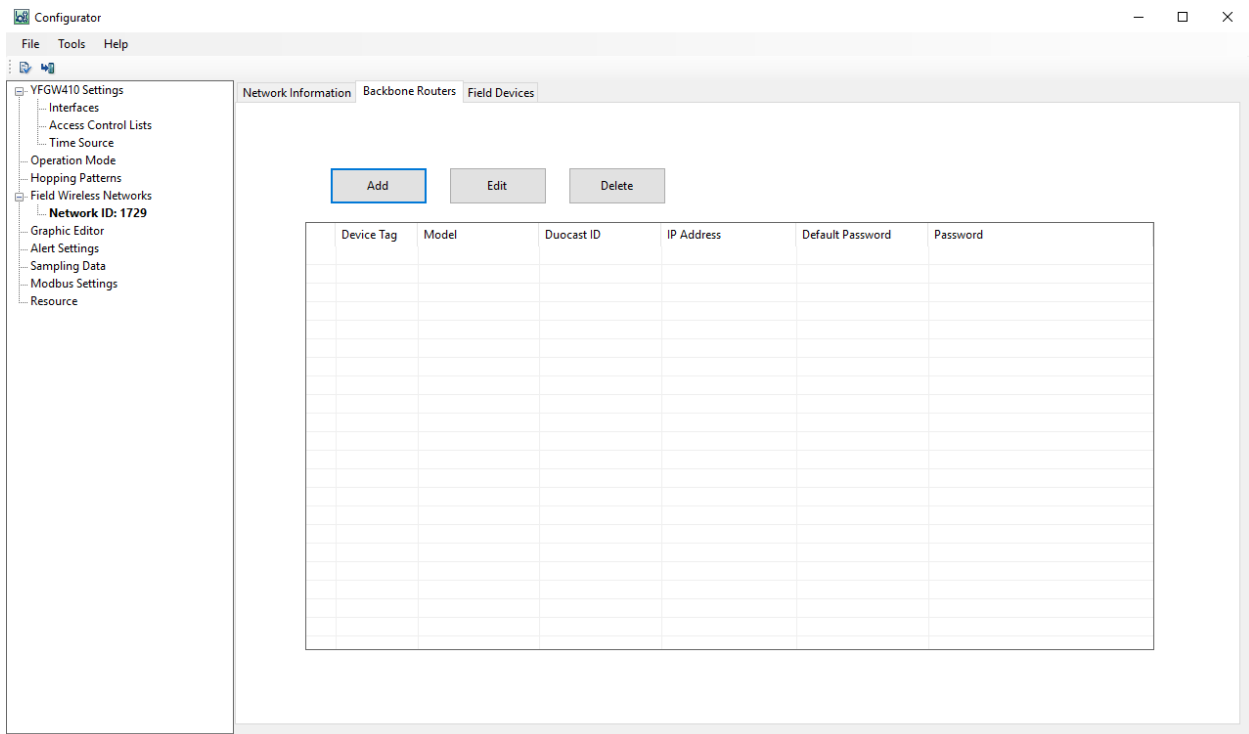 Configurator
File Tools Help
YFGW410 Settings
Interfaces
Access Control Lists
Time Source
Operation Mode
Hopping Patterns
Field Wireless Networks
Network ID: 1729
Graphic Editor
Alert Settings
Sampling Data
Modbus Settings
Resource
Network Information Backbone Routers Field Devices
Add Edit Delete
Device Tag Model Duocast ID IP Address Default Password Password